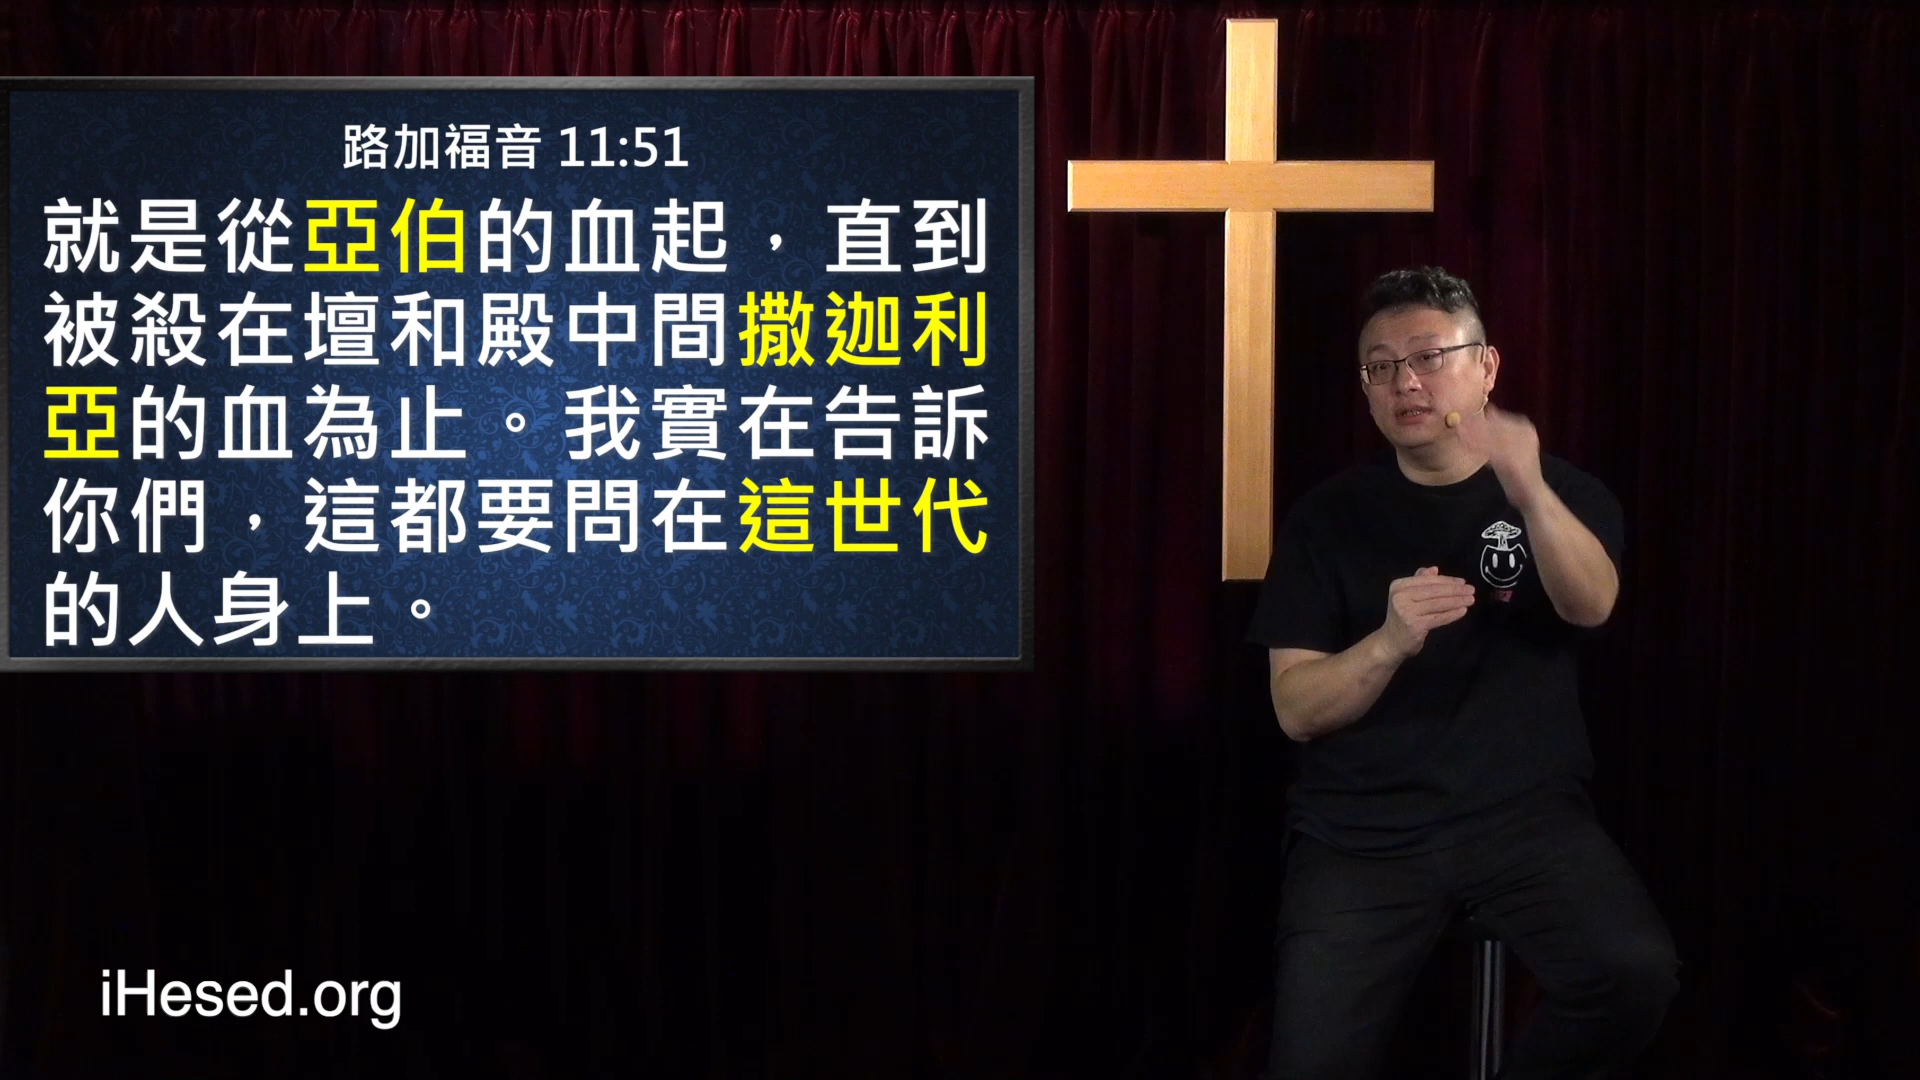 路加福音 11:51
就是從亞伯的血起，直到
被殺在壇和殿中間撒迦利
亞的血為止。我實在告訴
你們，這都要問在這世代
的人身上。
iHesed.org